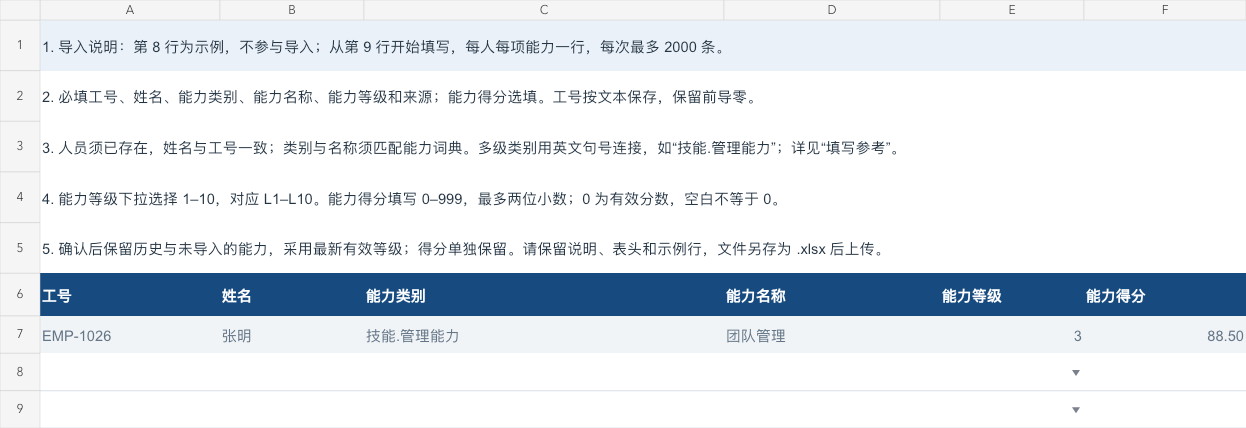 A B C D E F
1 1. 导入说明：第 8 行为示例，不参与导入；从第 9 行开始填写，每人每项能力一行，每次最多 2000 条。
2 2. 必填工号、姓名、能力类别、能力名称、能力等级和来源；能力得分选填。工号按文本保存，保留前导零。
3 3. 人员须已存在，姓名与工号一致；类别与名称须匹配能力词典。多级类别用英文句号连接，如“技能.管理能力”；详见“填写参考”。
4 4. 能力等级下拉选择 1–10，对应 L1–L10。能力得分填写 0–999，最多两位小数；0 为有效分数，空白不等于 0。
5 5. 确认后保留历史与未导入的能力，采用最新有效等级；得分单独保留。请保留说明、表头和示例行，文件另存为 .xlsx 后上传。
6 工号 姓名 能力类别 能力名称 能力等级 能力得分
7 EMP-1026 张明 技能.管理能力 团队管理 3 88.50
8
9